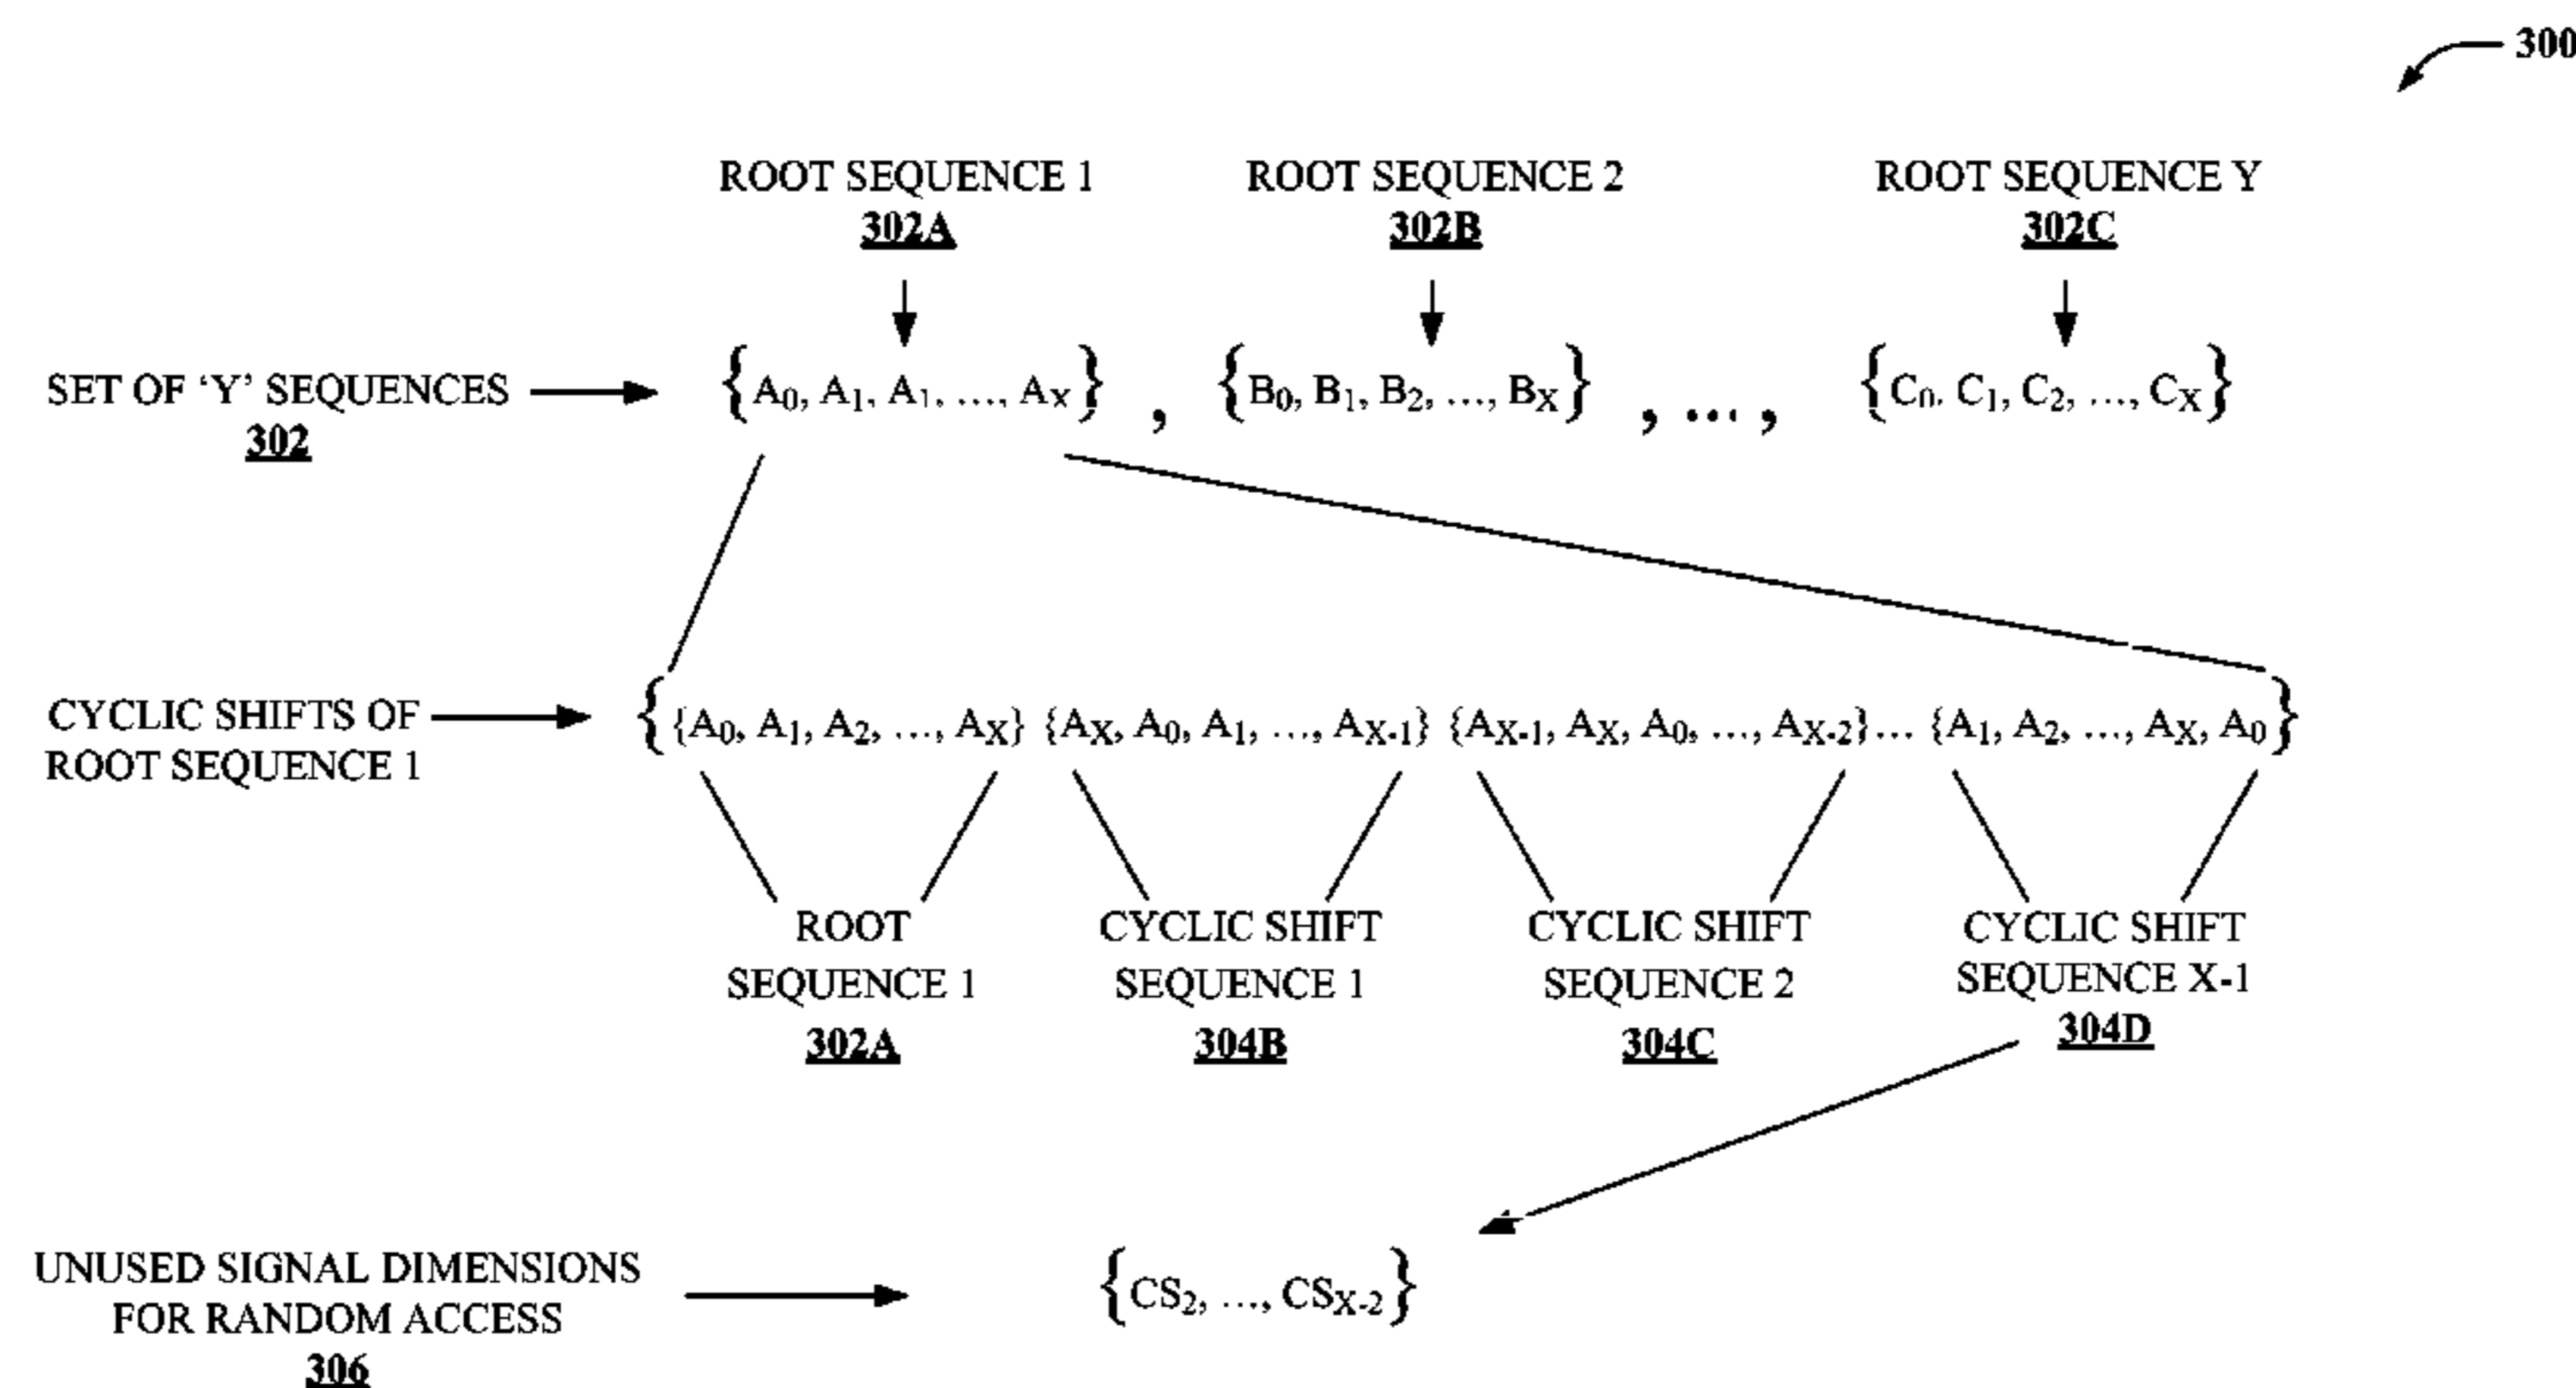 300
ROOT SEQUENCE 1 ROOT SEQUENCE 2 ROOT SEQUENCE Y
302A 302B 302C
SET OF ‘Y’ SEQUENCES {A₀, A₁, A₁, ..., Aₓ} , {B₀, B₁, B₂, ..., Bₓ} , ... , {C₀, C₁, C₂, ..., Cₓ}
302
CYCLIC SHIFTS OF
ROOT SEQUENCE 1
{{A₀, A₁, A₂, ..., Aₓ} {Aₓ, A₀, A₁, ..., Aₓ₋₁} {Aₓ₋₁, Aₓ, A₀, ..., Aₓ₋₂}... {A₁, A₂, ..., Aₓ, A₀}}
ROOT
SEQUENCE 1
302A
CYCLIC SHIFT
SEQUENCE 1
304B
CYCLIC SHIFT
SEQUENCE 2
304C
CYCLIC SHIFT
SEQUENCE X-1
304D
UNUSED SIGNAL DIMENSIONS
FOR RANDOM ACCESS
306
{CS₂, ..., CSₓ₋₂}